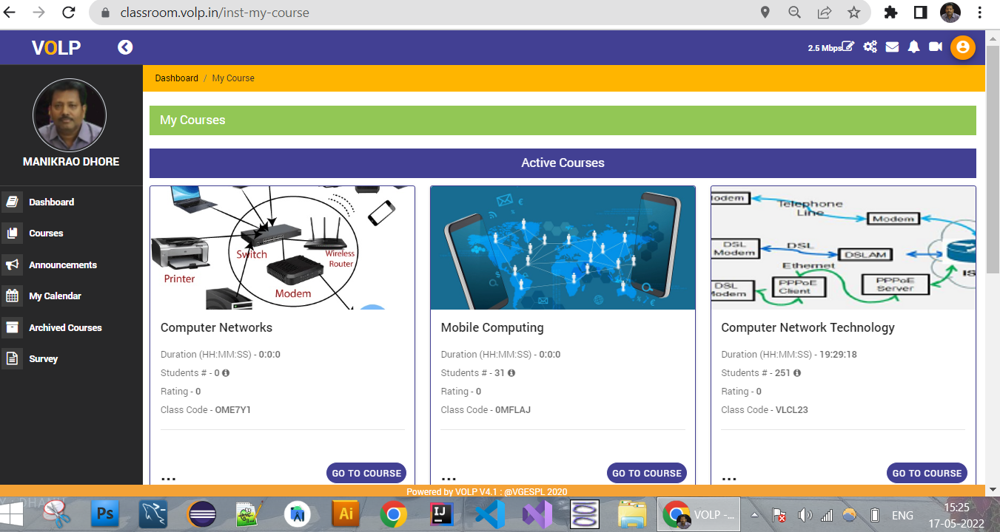 classroom.volp.in/inst-my-course
VOLP
2.5 Mbps
MANIKRAO DHORE
Dashboard
Courses
Announcements
My Calendar
Archived Courses
Survey
Dashboard / My Course
My Courses
Active Courses
Switch
Wireless
Router
Printer
Modem
Computer Networks
Duration (HH:MM:SS) - 0:0:0
Students # - 0
Rating - 0
Class Code - OME7Y1
...
GO TO COURSE
Mobile Computing
Duration (HH:MM:SS) - 0:0:0
Students # - 31
Rating - 0
Class Code - 0MFLAJ
...
GO TO COURSE
Telephone
Line
Modem
DSL
Modem
DSL
DSLAM
Ethernet
DSL
PPPoE
Client
PPPoE
Server
Computer Network Technology
Duration (HH:MM:SS) - 19:29:18
Students # - 251
Rating - 0
Class Code - VLCL23
...
GO TO COURSE
Powered by VOLP V4.1 : @VGESPL 2020
Ps
Ai
IJ
VOLP -...
ENG
15:25
17-05-2022